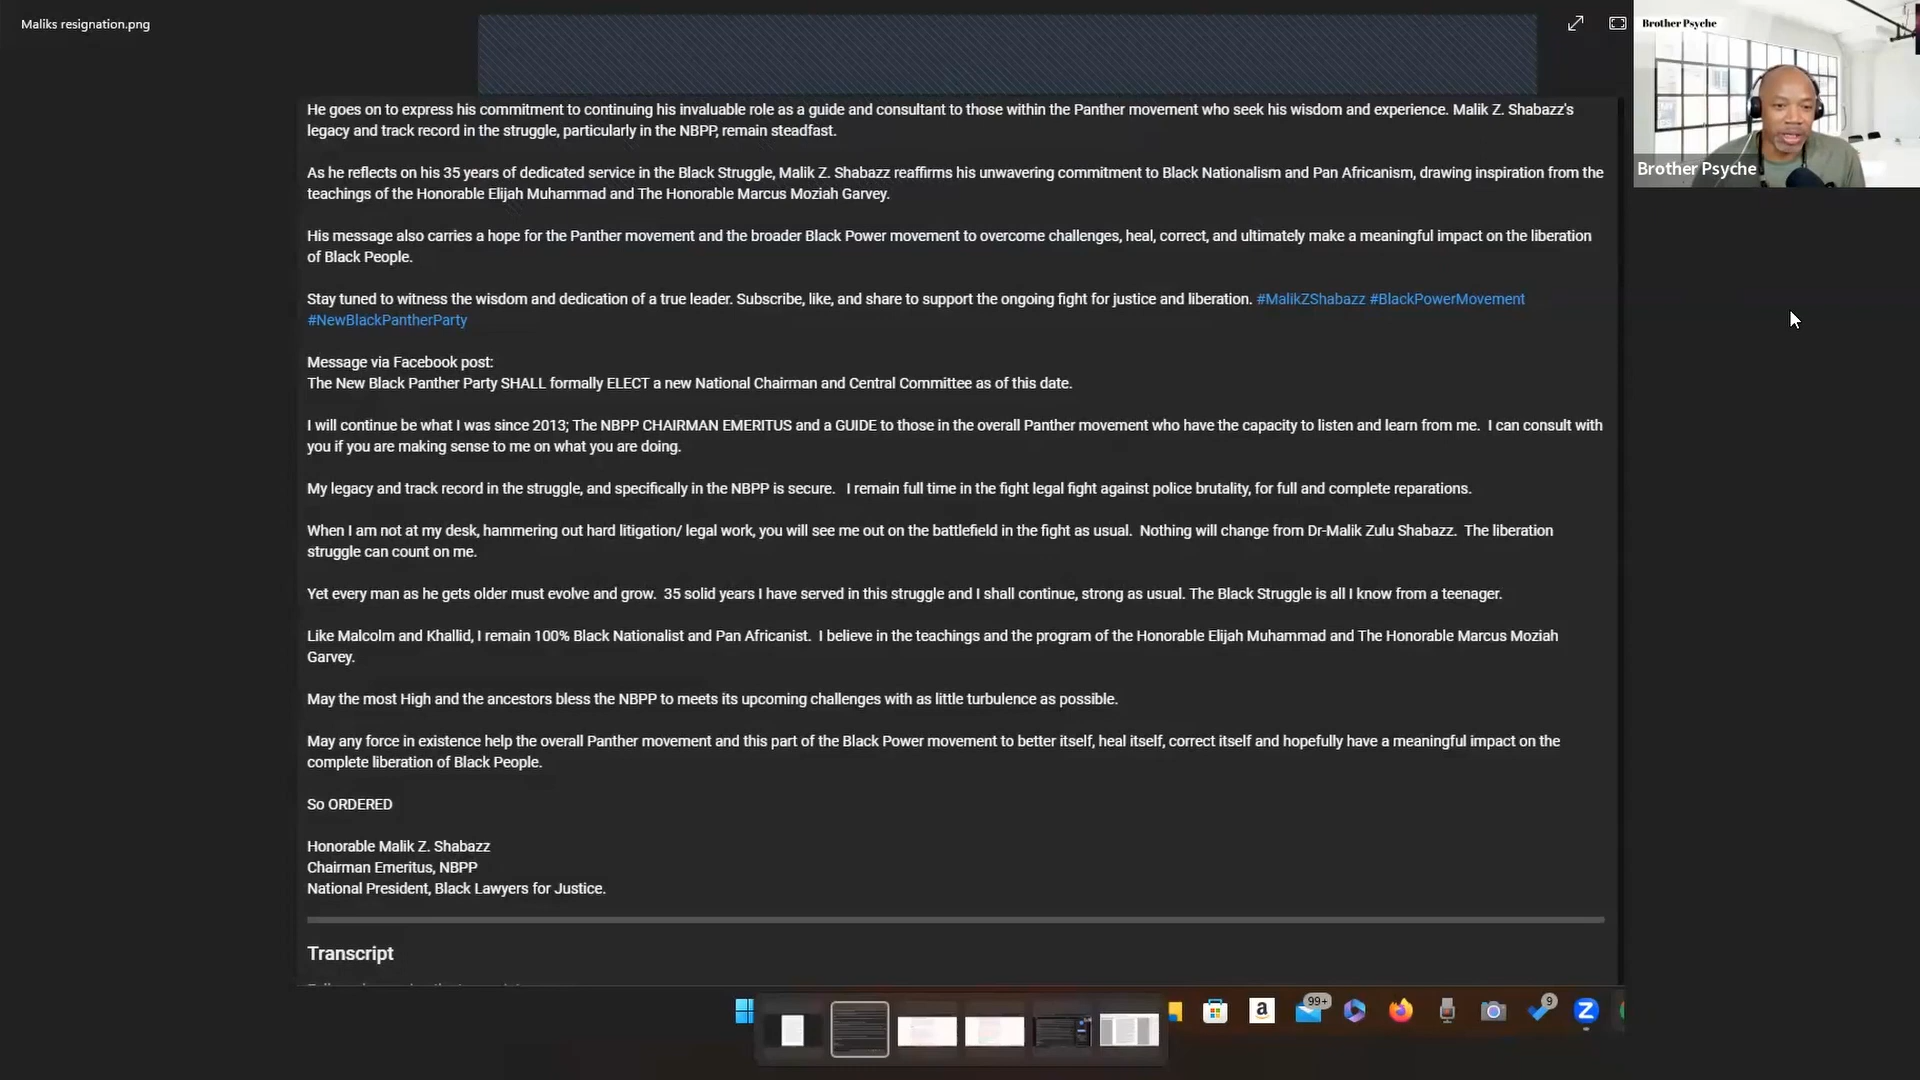 Maliks resignation.png
Brother Psyche
Brother Psyche
He goes on to express his commitment to continuing his invaluable role as a guide and consultant to those within the Panther movement who seek his wisdom and experience. Malik Z. Shabazz's
legacy and track record in the struggle, particularly in the NBPP, remain steadfast.
As he reflects on his 35 years of dedicated service in the Black Struggle, Malik Z. Shabazz reaffirms his unwavering commitment to Black Nationalism and Pan Africanism, drawing inspiration from the
teachings of the Honorable Elijah Muhammad and The Honorable Marcus Moziah Garvey.
His message also carries a hope for the Panther movement and the broader Black Power movement to overcome challenges, heal, correct, and ultimately make a meaningful impact on the liberation
of Black People.
Stay tuned to witness the wisdom and dedication of a true leader. Subscribe, like, and share to support the ongoing fight for justice and liberation. #MalikZShabazz #BlackPowerMovement
#NewBlackPantherParty
Message via Facebook post:
The New Black Panther Party SHALL formally ELECT a new National Chairman and Central Committee as of this date.
I will continue be what I was since 2013; The NBPP CHAIRMAN EMERITUS and a GUIDE to those in the overall Panther movement who have the capacity to listen and learn from me.  I can consult with
you if you are making sense to me on what you are doing.
My legacy and track record in the struggle, and specifically in the NBPP is secure.   I remain full time in the fight legal fight against police brutality, for full and complete reparations.
When I am not at my desk, hammering out hard litigation/ legal work, you will see me out on the battlefield in the fight as usual.  Nothing will change from Dr-Malik Zulu Shabazz.  The liberation
struggle can count on me.
Yet every man as he gets older must evolve and grow.  35 solid years I have served in this struggle and I shall continue, strong as usual. The Black Struggle is all I know from a teenager.
Like Malcolm and Khallid, I remain 100% Black Nationalist and Pan Africanist.  I believe in the teachings and the program of the Honorable Elijah Muhammad and The Honorable Marcus Moziah
Garvey.
May the most High and the ancestors bless the NBPP to meets its upcoming challenges with as little turbulence as possible.
May any force in existence help the overall Panther movement and this part of the Black Power movement to better itself, heal itself, correct itself and hopefully have a meaningful impact on the
complete liberation of Black People.
So ORDERED
Honorable Malik Z. Shabazz
Chairman Emeritus, NBPP
National President, Black Lawyers for Justice.
Transcript
99+
9